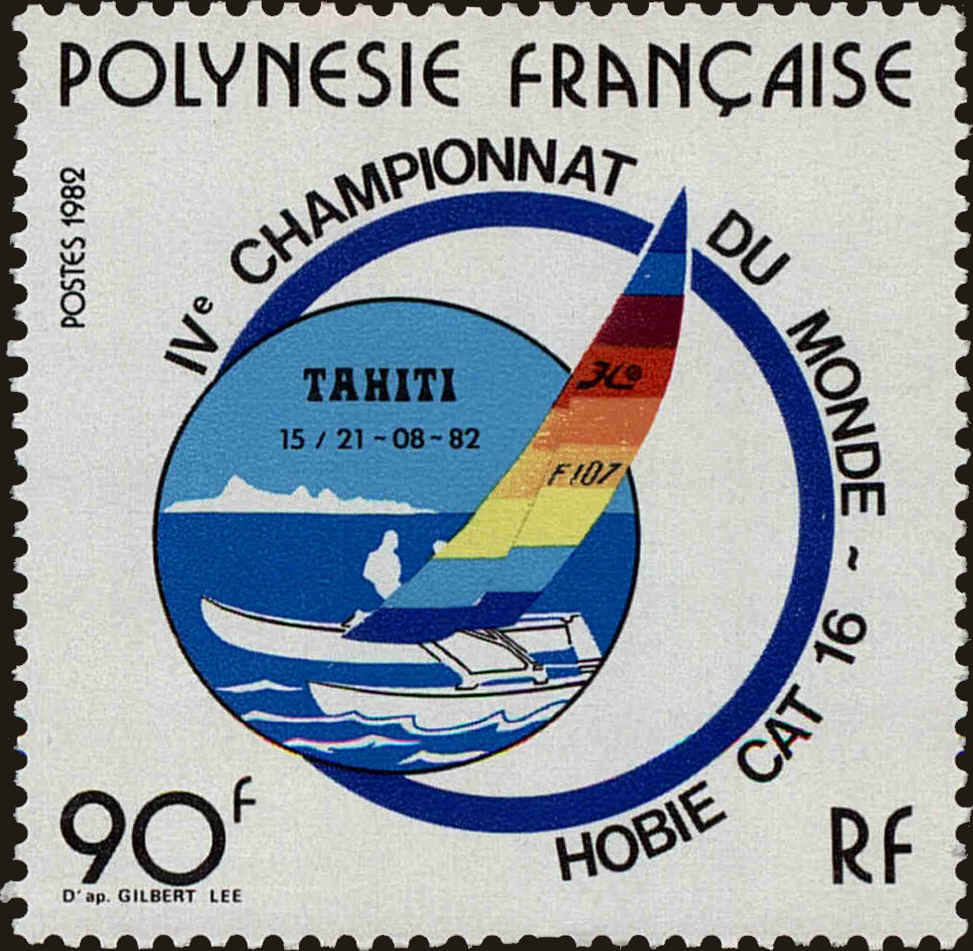 POLYNESIE FRANÇAISE
POSTES 1982
IVe CHAMPIONNAT DU MONDE ~ HOBIE CAT 16
TAHITI
15 / 21 ~ 08 ~ 82
F 107
90F
D'ap. GILBERT LEE
RF